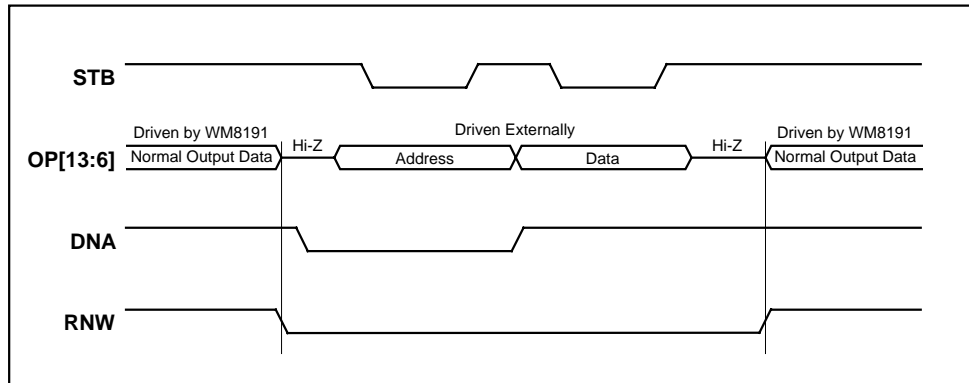 STB
Driven by WM8191
Driven Externally
Driven by WM8191
OP[13:6]
Normal Output Data
Hi-Z
Address
Data
Hi-Z
Normal Output Data
DNA
RNW